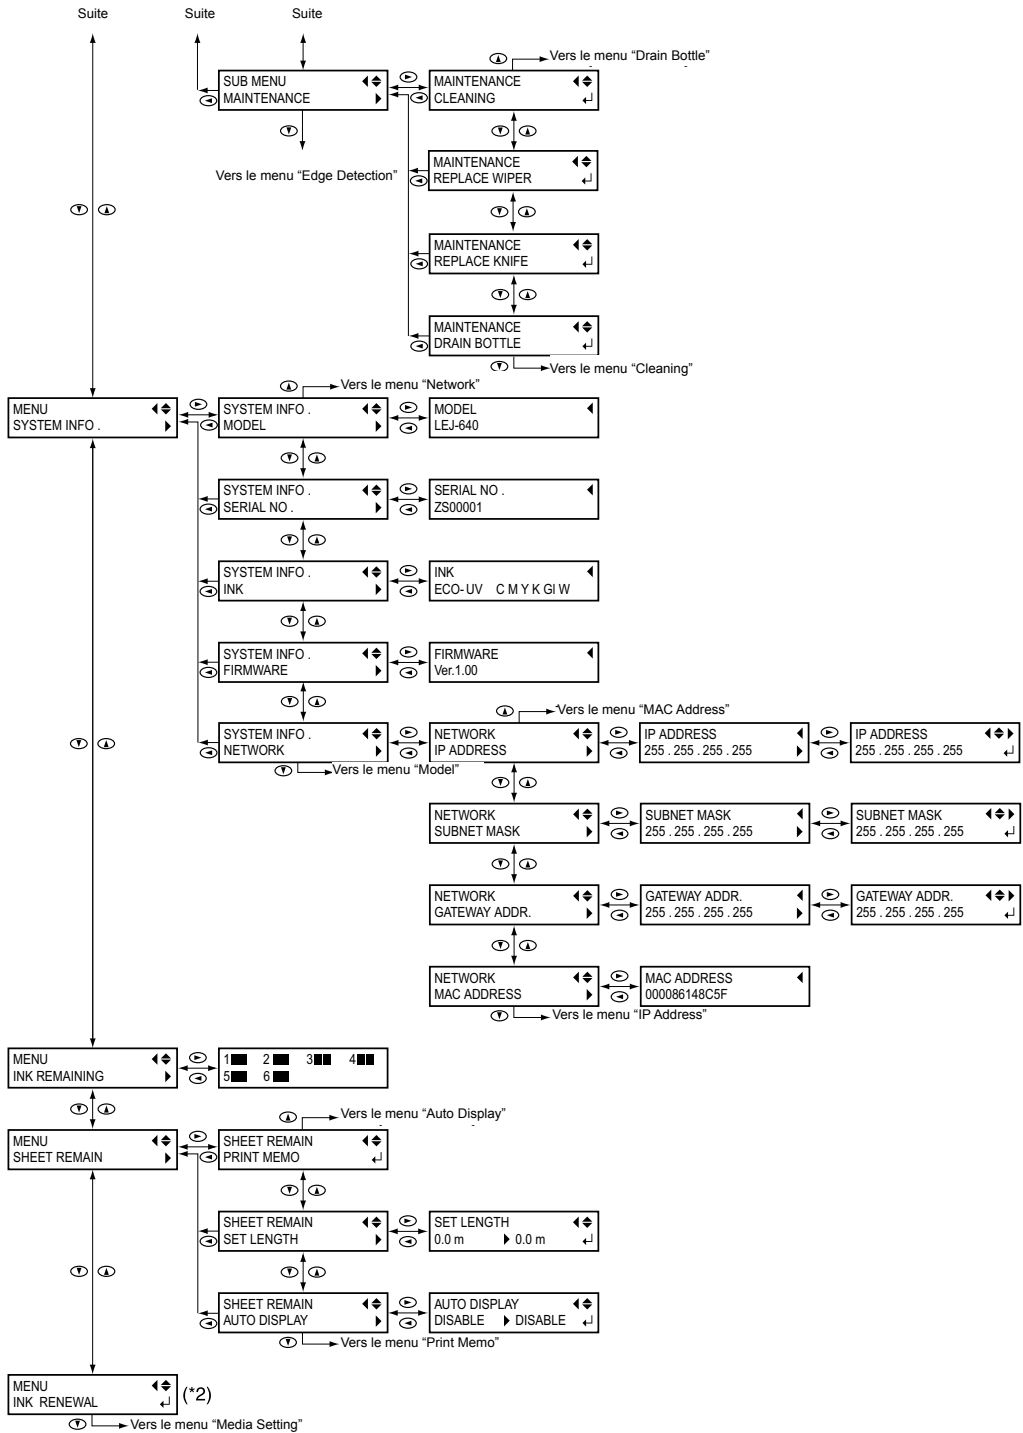 Suite
Suite
Suite
Vers le menu “Drain Bottle”
SUB MENU
MAINTENANCE
MAINTENANCE
CLEANING
Vers le menu “Edge Detection”
MAINTENANCE
REPLACE WIPER
MAINTENANCE
REPLACE KNIFE
MAINTENANCE
DRAIN BOTTLE
Vers le menu “Cleaning”
Vers le menu “Network”
MENU
SYSTEM INFO .
SYSTEM INFO .
MODEL
MODEL
LEJ-640
SYSTEM INFO .
SERIAL NO .
SERIAL NO .
ZS00001
SYSTEM INFO .
INK
INK
ECO-UV C M Y K Gl W
SYSTEM INFO .
FIRMWARE
FIRMWARE
Ver.1.00
Vers le menu “MAC Address”
SYSTEM INFO .
NETWORK
NETWORK
IP ADDRESS
IP ADDRESS
255 . 255 . 255 . 255
IP ADDRESS
255 . 255 . 255 . 255
Vers le menu “Model”
NETWORK
SUBNET MASK
SUBNET MASK
255 . 255 . 255 . 255
SUBNET MASK
255 . 255 . 255 . 255
NETWORK
GATEWAY ADDR.
GATEWAY ADDR.
255 . 255 . 255 . 255
GATEWAY ADDR.
255 . 255 . 255 . 255
NETWORK
MAC ADDRESS
MAC ADDRESS
000086148C5F
Vers le menu “IP Address”
MENU
INK REMAINING
1 2 3 4
5 6
Vers le menu “Auto Display”
MENU
SHEET REMAIN
SHEET REMAIN
PRINT MEMO
SHEET REMAIN
SET LENGTH
SET LENGTH
0.0 m 0.0 m
SHEET REMAIN
AUTO DISPLAY
AUTO DISPLAY
DISABLE DISABLE
Vers le menu “Print Memo”
MENU
INK RENEWAL
(*2)
Vers le menu “Media Setting”